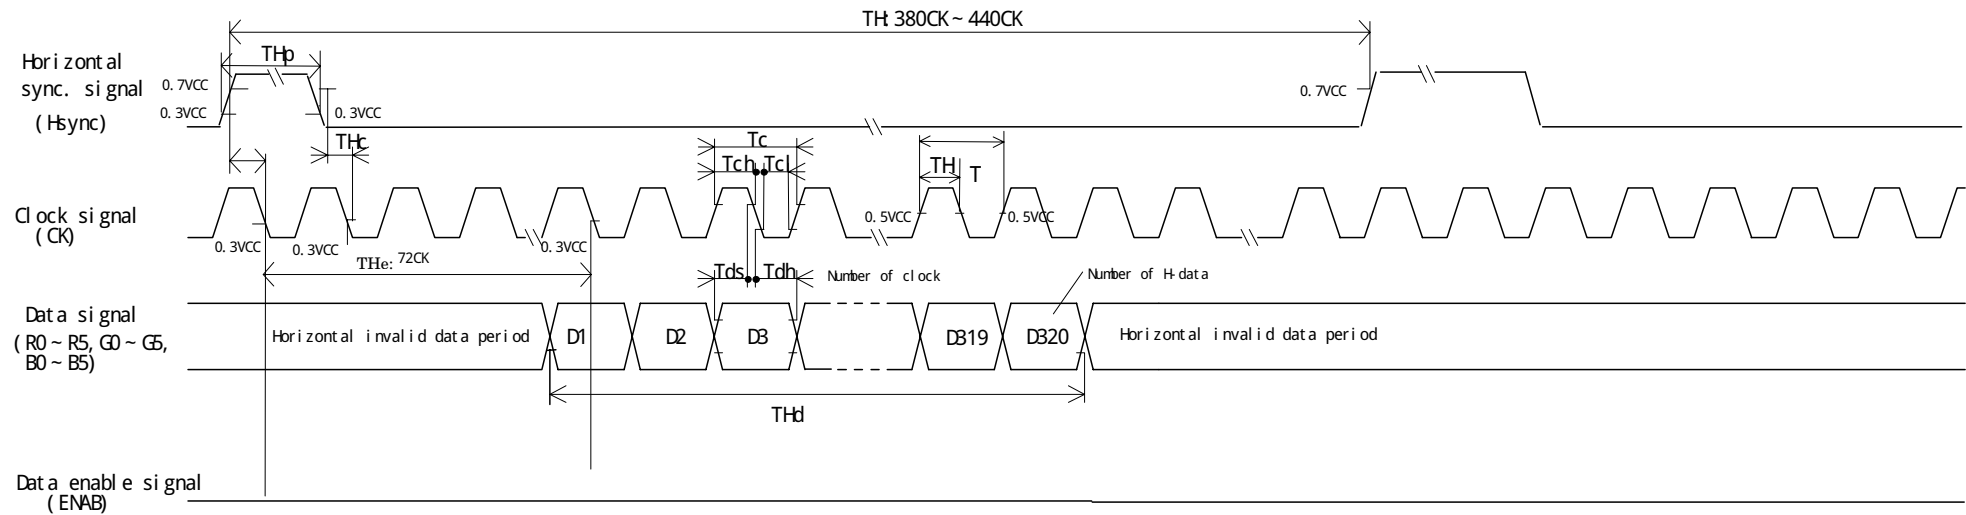 TH: 380CK ~ 440CK
THp
Horizontal
sync. signal
(Hsync)
0.7VCC
0.3VCC
0.3VCC
0.7VCC
THc
Tc
Tch
Tcl
TH
T
Clock signal
(CK)
0.3VCC
0.3VCC
0.3VCC
0.5VCC
0.5VCC
THe: 72CK
Tds
Tdh
Number of clock
Number of H-data
Data signal
(R0 ~ R5, G0 ~ G5,
B0 ~ B5)
Horizontal invalid data period
D1
D2
D3
D319
D320
Horizontal invalid data period
THd
Data enable signal
(ENAB)